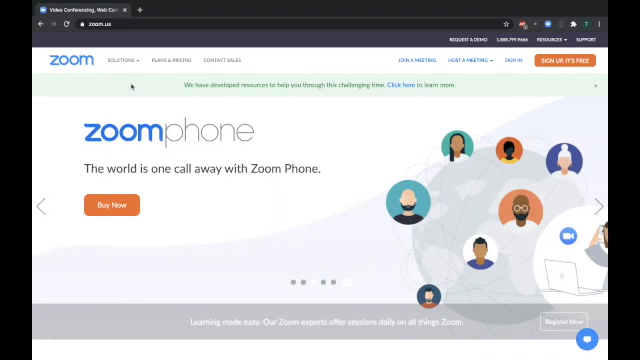 Video Conferencing, Web Co
zoom.us
REQUEST A DEMO 1.888.799.9666 RESOURCES SUPPORT
zoom SOLUTIONS PLANS & PRICING CONTACT SALES JOIN A MEETING HOST A MEETING SIGN IN SIGN UP, IT'S FREE
We have developed resources to help you through this challenging time. Click here to learn more.
zoomphone
The world is one call away with Zoom Phone.
Buy Now
Learning made easy. Our Zoom experts offer sessions daily on all things Zoom. Register Now